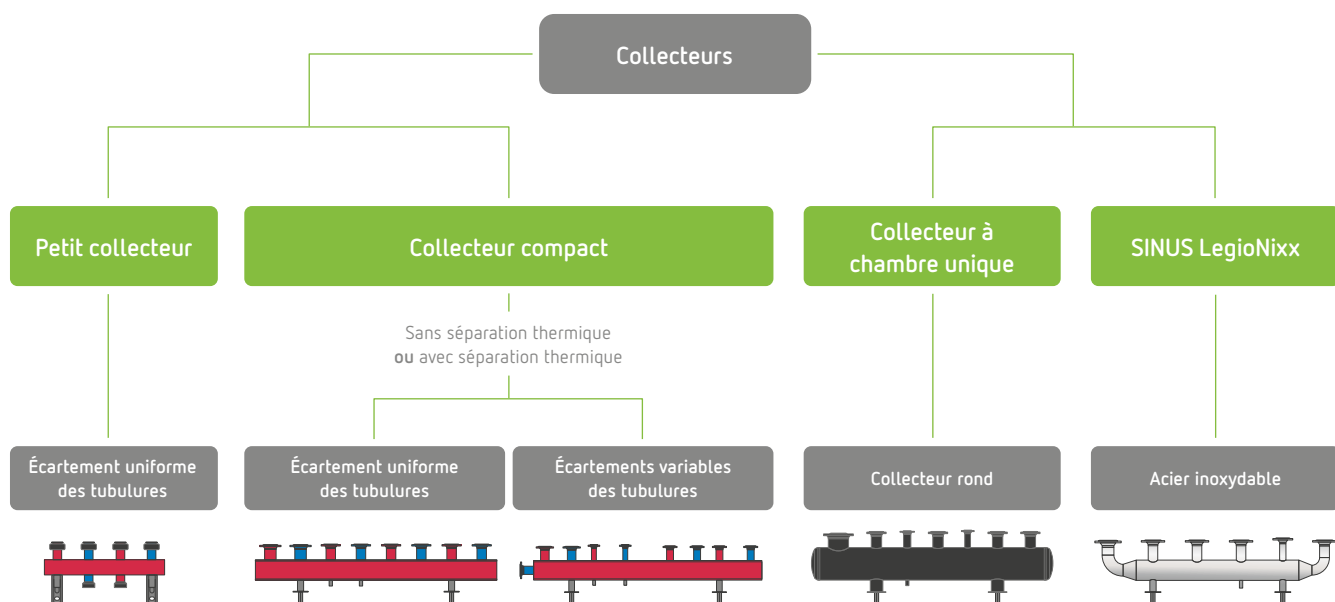 Collecteurs
Petit collecteur
Collecteur compact
Collecteur à
chambre unique
SINUS LegioNixx
Sans séparation thermique
ou avec séparation thermique
Écartement uniforme
des tubulures
Écartement uniforme
des tubulures
Écartements variables
des tubulures
Collecteur rond
Acier inoxydable